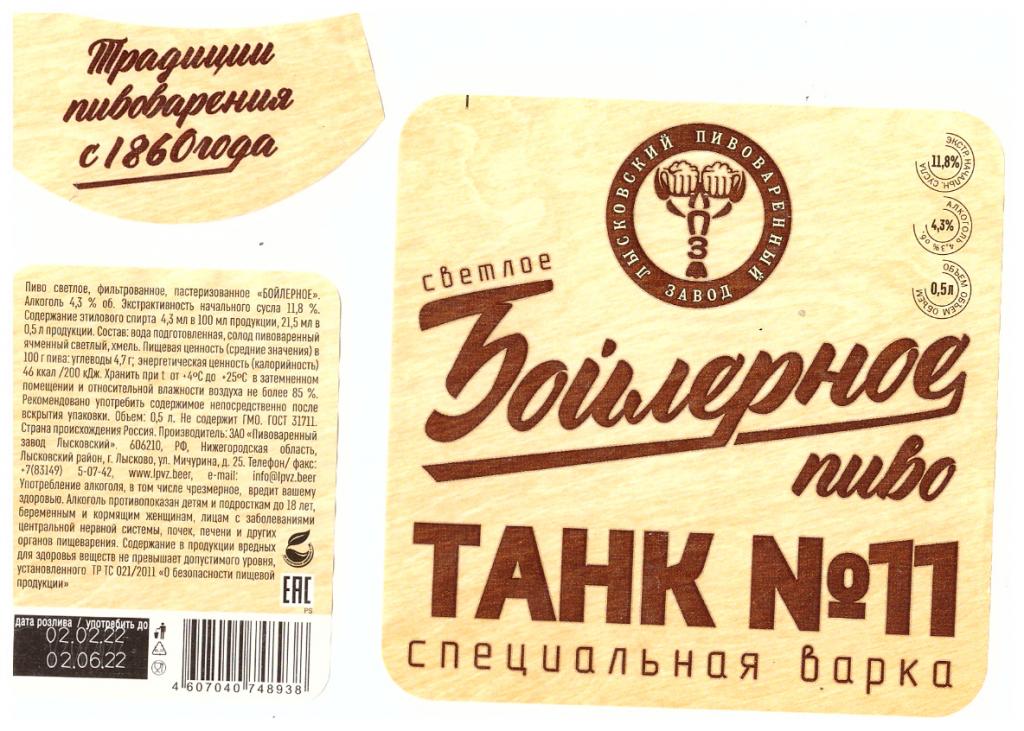 Традиции
пивоварения
с 1860 года
Пиво светлое, фильтрованное, пастеризованное «БОЙЛЕРНОЕ».
Алкоголь 4,3 % об. Экстрактивность начального сусла 11,8 %.
Содержание этилового спирта 4,3 мл в 100 мл продукции, 21,5 мл в
0,5 л продукции. Состав: вода подготовленная, солод пивоваренный
ячменный светлый, хмель. Пищевая ценность (средние значения) в
100 г пива: углеводы 4,7 г; энергетическая ценность (калорийность)
46 ккал /200 кДж. Хранить при t от +4ºС до +25ºС в затемненном
помещении и относительной влажности воздуха не более 85 %.
Рекомендовано употребить содержимое непосредственно после
вскрытия упаковки. Объем: 0,5 л. Не содержит ГМО. ГОСТ 31711.
Страна происхождения Россия. Производитель: ЗАО «Пивоваренный
завод Лысковский». 606210, РФ, Нижегородская область,
Лысковский район, г. Лысково, ул. Мичурина, д. 25. Телефон/ факс:
+7(83149) 5-07-42, www.lpvz.beer, e-mail: info@lpvz.beer
Употребление алкоголя, в том числе чрезмерное, вредит вашему
здоровью. Алкоголь противопоказан детям и подросткам до 18 лет,
беременным и кормящим женщинам, лицам с заболеваниями
центральной нервной системы, почек, печени и других
органов пищеварения. Содержание в продукции вредных
для здоровья веществ не превышает допустимого уровня,
установленного ТР ТС 021/2011 «О безопасности пищевой
продукции»
EAC
PS
дата розлива / употребить до
02.02.22
02.06.22
4 607040 748938
ЛЫСКОВСКИЙ ПИВОВАРЕННЫЙ ЗАВОД
ЛПЗ
ЭКСТР. НАЧАЛЬН. СУСЛА
11,8%
АЛКОГОЛЬ 4,3% об.
4,3%
ОБЪЕМ ОБЪЕМ ОБЪЕМ
0,5л
светлое
Бойлерное
пиво
ТАНК №11
специальная варка